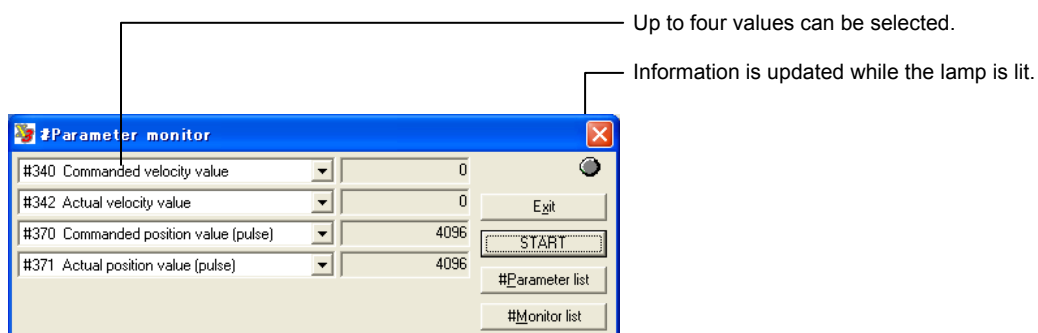 Up to four values can be selected.
Information is updated while the lamp is lit.
#Parameter monitor
#340 Commanded velocity value 0
#342 Actual velocity value 0
Exit
#370 Commanded position value (pulse) 4096
START
#371 Actual position value (pulse) 4096
#Parameter list
#Monitor list